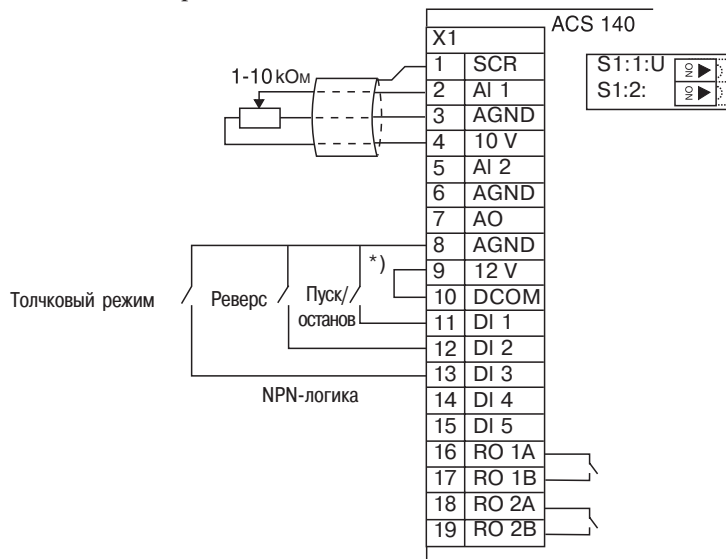 ACS 140
X1
1 SCR
2 AI 1
3 AGND
4 10 V
5 AI 2
6 AGND
7 AO
8 AGND
9 12 V
10 DCOM
11 DI 1
12 DI 2
13 DI 3
14 DI 4
15 DI 5
16 RO 1A
17 RO 1B
18 RO 2A
19 RO 2B
S1:1:U ON
S1:2: ON
1-10 kОм
*)
Толчковый режим
Реверс
Пуск/
останов
NPN-логика